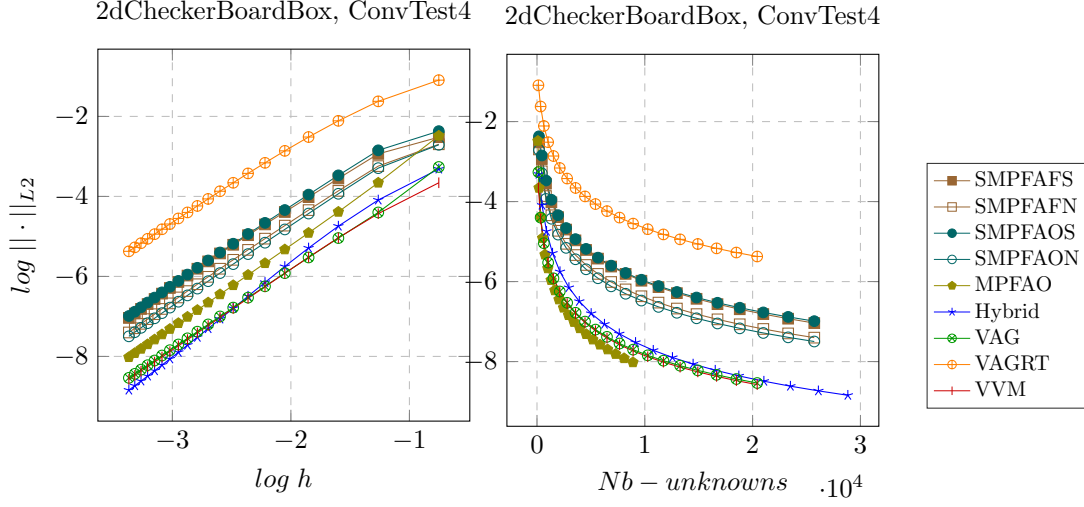 2dCheckerBoardBox, ConvTest4
2dCheckerBoardBox, ConvTest4
log || · ||L2
−2
−4
−6
−8
−3
−2
−1
log h
−2
−4
−6
−8
0
1
2
3
Nb − unknowns
·10^4
SMPFAFS
SMPFAFN
SMPFAOS
SMPFAON
MPFAO
Hybrid
VAG
VAGRT
VVM